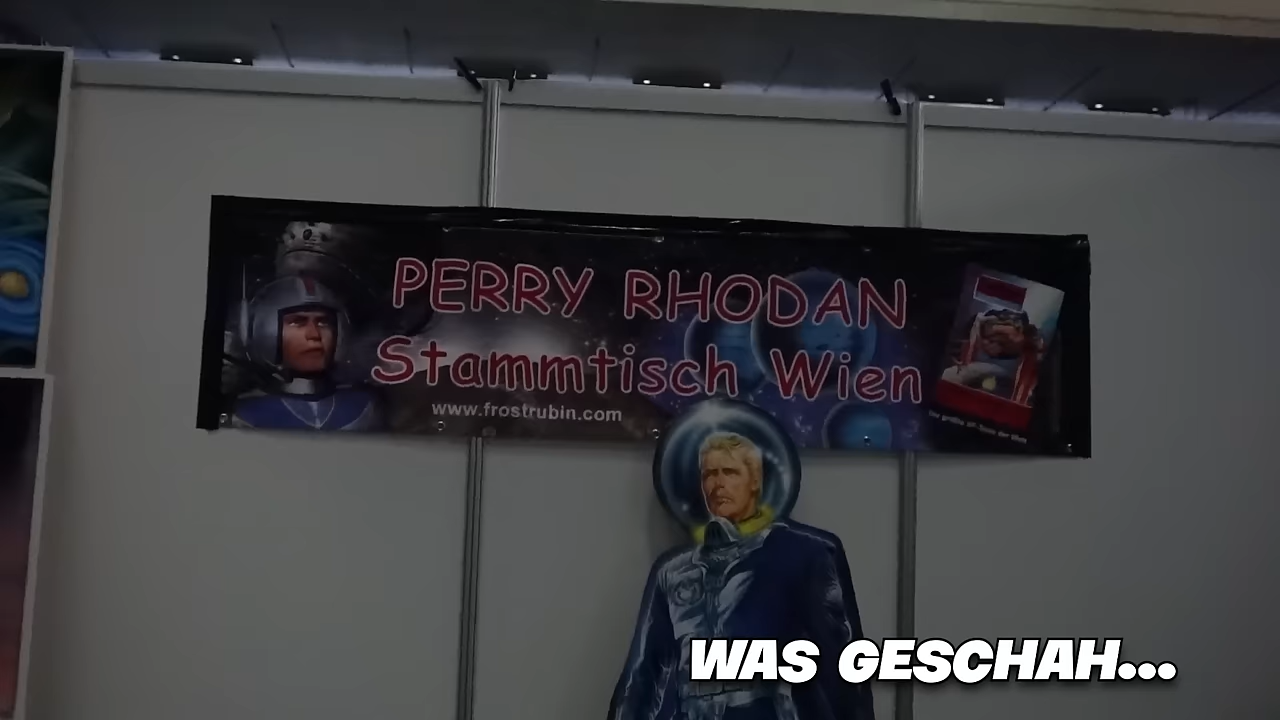 PERRY RHODAN
Stammtisch Wien
www.frostrubin.com
WAS GESCHAH...